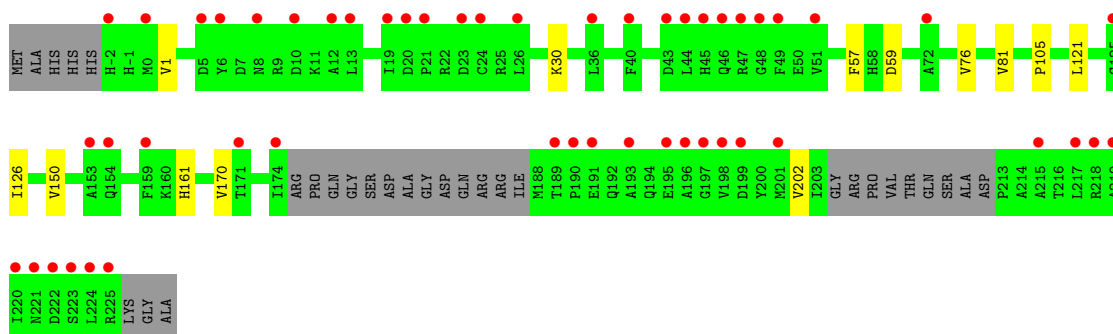 MET ALA HIS HIS HIS H-2 H-1 M0 V1 D5 Y6 D7 N8 R9 D10 K11 A12 L13 I19 D20 P21 R22 D23 C24 R25 L26 K30 L36 F40 D43 L44 H45 Q46 R47 G48 F49 E50 V51 F57 H58 D59 A72 V76 V81 P105 L121
I126 V150 A153 Q154 F159 K160 H161 V170 T171 I174 ARG PRO GLN GLY SER ASP ALA GLY ASP GLN ARG ARG ILE M188 T189 P190 E191 Q192 A193 Q194 E195 A196 G197 V198 D199 Y200 M201 V202 I203 GLY ARG PRO VAL THR GLN SER ALA ASP P213 A214 A215 T216 L217 R218
I220 N221 D222 S223 L224 R225 LYS GLY ALA